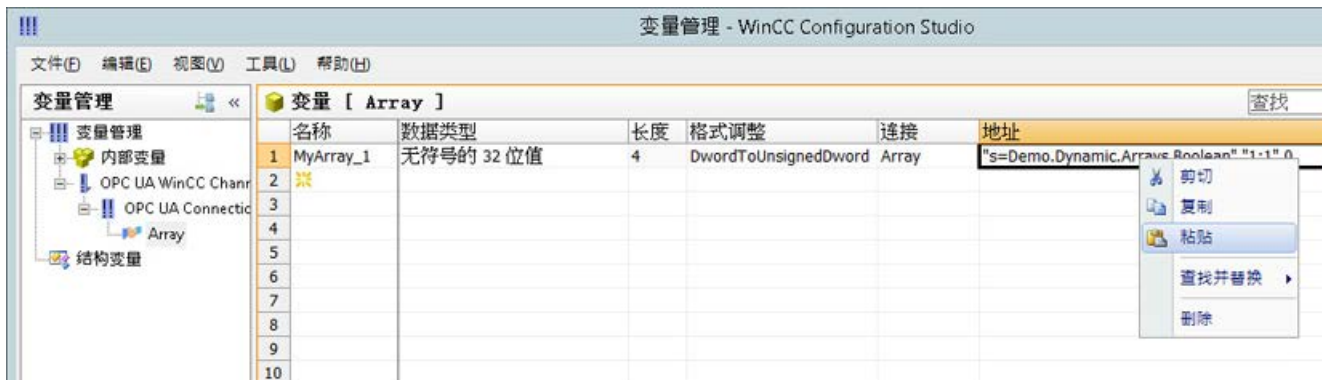 变量管理 - WinCC Configuration Studio
文件(F) 编辑(E) 视图(V) 工具(L) 帮助(H)
变量管理 «
变量 [ Array ]
查找
变量管理
内部变量
OPC UA WinCC Chanr
OPC UA Connectic
Array
结构变量
名称 数据类型 长度 格式调整 连接 地址
1 MyArray_1 无符号的 32 位值 4 DwordToUnsignedDword Array "s=Demo.Dynamic.Arrays.Boolean" "1:1" 0
2
3
4
5
6
7
8
9
10
剪切
复制
粘贴
查找并替换
删除